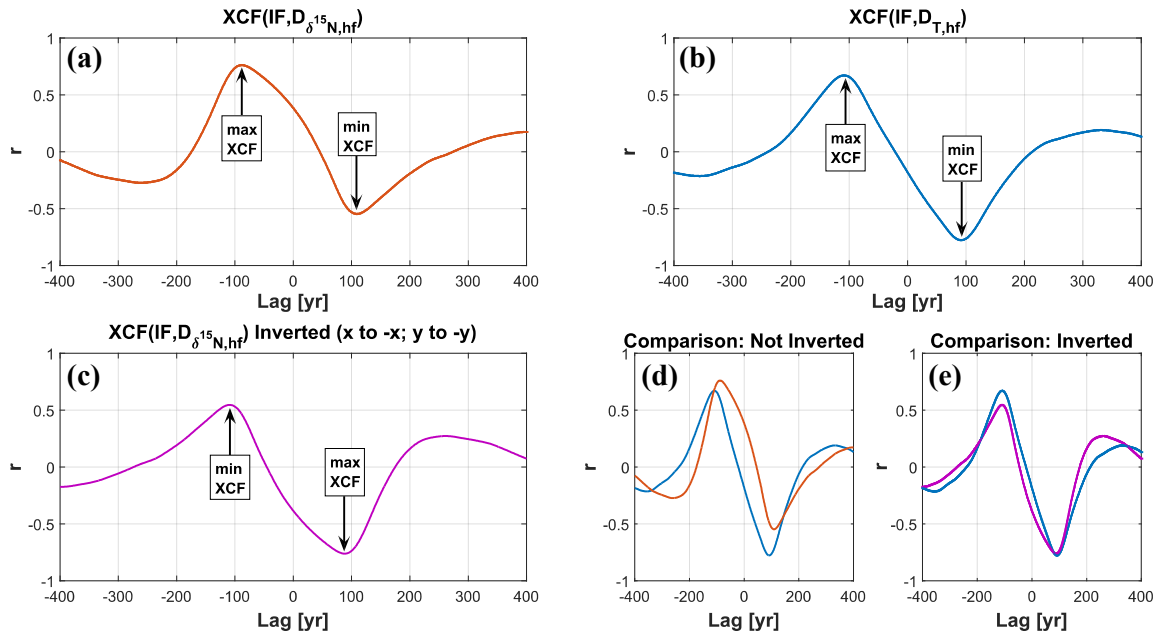 XCF(IF,D_δ¹⁵N,hf)
(a)
1
0.5
0
-0.5
-1
r
max
XCF
min
XCF
-400 -300 -200 -100 0 100 200 300 400
Lag [yr]
XCF(IF,D_T,hf)
(b)
1
0.5
0
-0.5
-1
r
max
XCF
min
XCF
-400 -300 -200 -100 0 100 200 300 400
Lag [yr]
XCF(IF,D_δ¹⁵N,hf) Inverted (x to -x; y to -y)
(c)
1
0.5
0
-0.5
-1
r
min
XCF
max
XCF
-400 -300 -200 -100 0 100 200 300 400
Lag [yr]
Comparison: Not Inverted
(d)
1
0.5
0
-0.5
-1
r
-400 -200 0 200 400
Lag [yr]
Comparison: Inverted
(e)
1
0.5
0
-0.5
-1
r
-400 -200 0 200 400
Lag [yr]